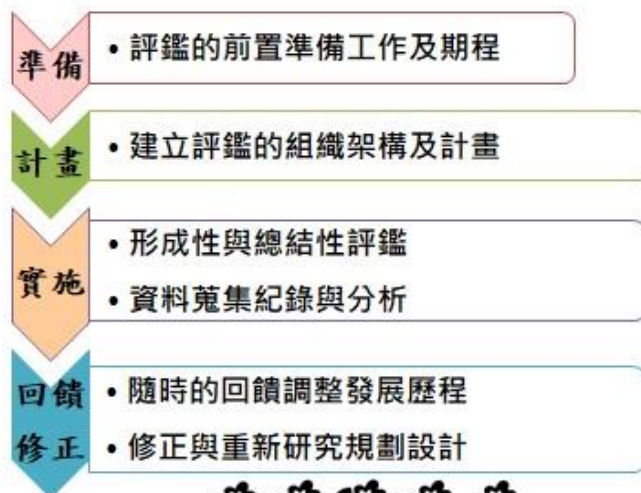 準備
• 評鑑的前置準備工作及期程
計畫
• 建立評鑑的組織架構及計畫
實施
• 形成性與總結性評鑑
• 資料蒐集紀錄與分析
回饋
修正
• 隨時的回饋調整發展歷程
• 修正與重新研究規劃設計